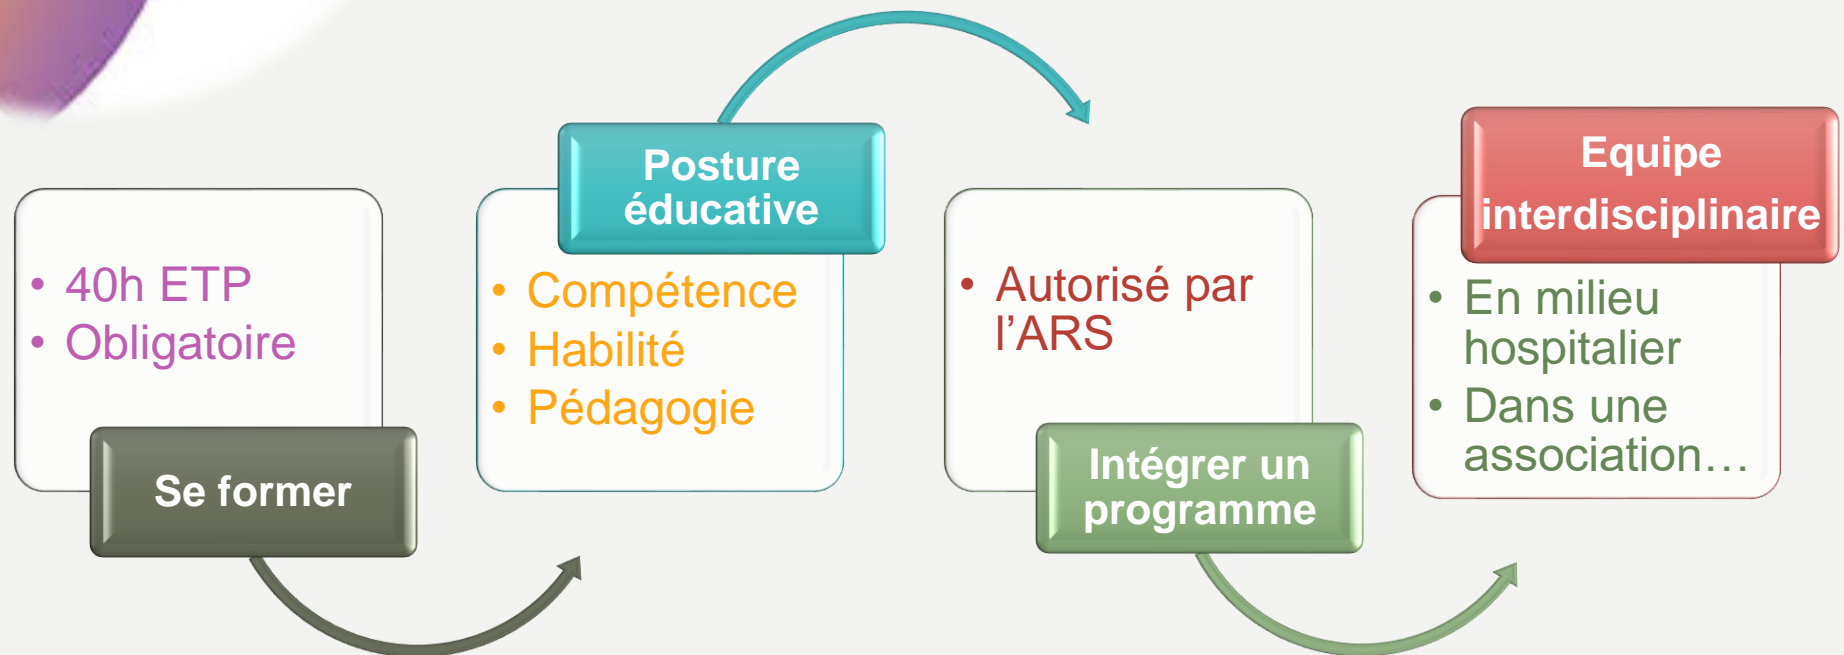 • 40h ETP
• Obligatoire
Se former
Posture
éducative
• Compétence
• Habilité
• Pédagogie
• Autorisé par
l’ARS
Intégrer un
programme
Equipe
interdisciplinaire
• En milieu
hospitalier
• Dans une
association…